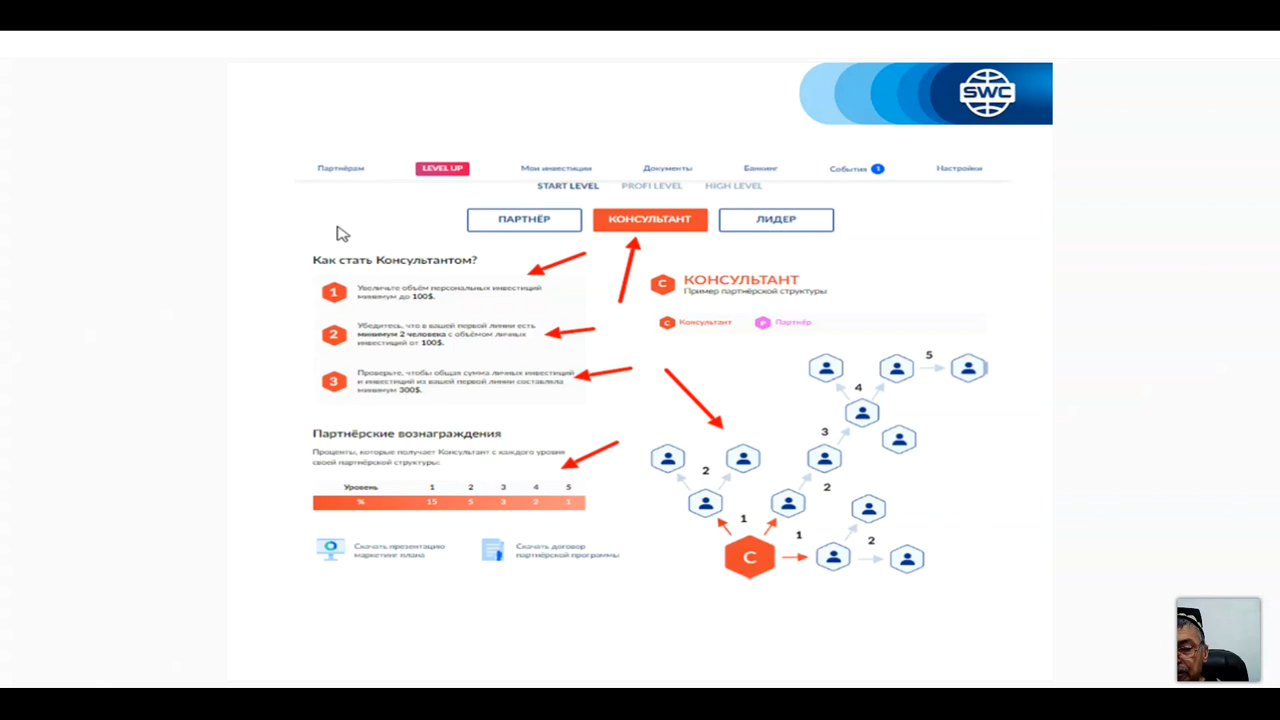 SWC
Партнёрам
LEVEL UP
Мои инвестиции
Документы
Банкинг
События 1
Настройки
START LEVEL
PROFI LEVEL
HIGH LEVEL
ПАРТНЁР
КОНСУЛЬТАНТ
ЛИДЕР
Как стать Консультантом?
1
Увеличьте объём персональных инвестиций
минимум до 100$.
2
Убедитесь, что в вашей первой линии есть
минимум 2 человека с объёмом личных
инвестиций от 100$.
3
Проверьте, чтобы общая сумма личных инвестиций
и инвестиций из вашей первой линии составляла
минимум 300$.
Партнёрские вознаграждения
Проценты, которые получает Консультант с каждого уровня
своей партнёрской структуры:
Уровень 1 2 3 4 5
% 15 5 3 2 1
Скачать презентацию
маркетинг плана
Скачать договор
партнёрской программы
C
КОНСУЛЬТАНТ
Пример партнёрской структуры
C Консультант
P Партнёр
5
4
3
2
2
1
1
2
C